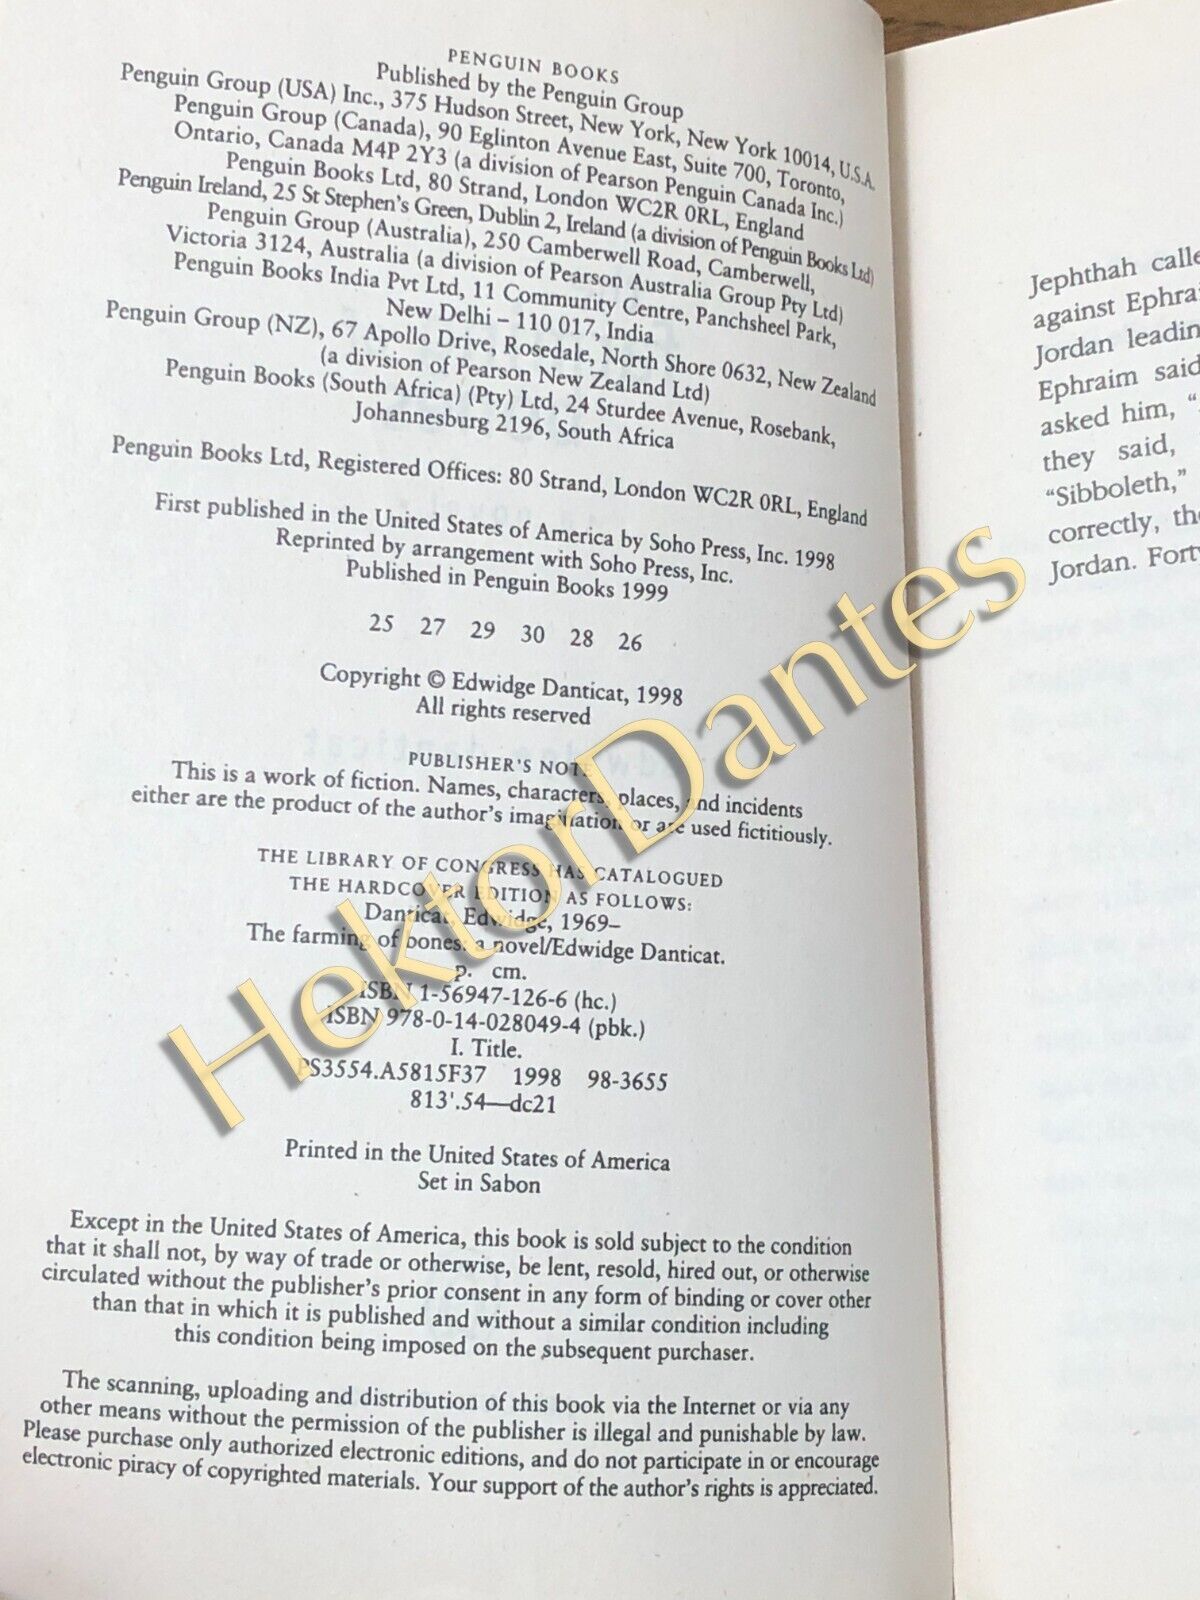 PENGUIN BOOKS
Published by the Penguin Group
Penguin Group (USA) Inc., 375 Hudson Street, New York, New York 10014, U.S.A.
Penguin Group (Canada), 90 Eglinton Avenue East, Suite 700, Toronto,
Ontario, Canada M4P 2Y3 (a division of Pearson Penguin Canada Inc.)
Penguin Books Ltd, 80 Strand, London WC2R 0RL, England
Penguin Ireland, 25 St Stephen's Green, Dublin 2, Ireland (a division of Penguin Books Ltd)
Penguin Group (Australia), 250 Camberwell Road, Camberwell,
Victoria 3124, Australia (a division of Pearson Australia Group Pty Ltd)
Penguin Books India Pvt Ltd, 11 Community Centre, Panchsheel Park,
New Delhi – 110 017, India
Penguin Group (NZ), 67 Apollo Drive, Rosedale, North Shore 0632, New Zealand
(a division of Pearson New Zealand Ltd)
Penguin Books (South Africa) (Pty) Ltd, 24 Sturdee Avenue, Rosebank,
Johannesburg 2196, South Africa
Penguin Books Ltd, Registered Offices: 80 Strand, London WC2R 0RL, England
First published in the United States of America by Soho Press, Inc. 1998
Reprinted by arrangement with Soho Press, Inc.
Published in Penguin Books 1999
25 27 29 30 28 26
Copyright © Edwidge Danticat, 1998
All rights reserved
PUBLISHER'S NOTE
This is a work of fiction. Names, characters, places, and incidents
either are the product of the author's imagination or are used fictitiously.
THE LIBRARY OF CONGRESS HAS CATALOGUED
THE HARDCOVER EDITION AS FOLLOWS:
Danticat, Edwidge, 1969–
The farming of bones: a novel/Edwidge Danticat.
p. cm.
ISBN 1-56947-126-6 (hc.)
ISBN 978-0-14-028049-4 (pbk.)
I. Title.
PS3554.A5815F37 1998 98-3655
813'.54—dc21
Printed in the United States of America
Set in Sabon
Except in the United States of America, this book is sold subject to the condition
that it shall not, by way of trade or otherwise, be lent, resold, hired out, or otherwise
circulated without the publisher's prior consent in any form of binding or cover other
than that in which it is published and without a similar condition including
this condition being imposed on the subsequent purchaser.
The scanning, uploading and distribution of this book via the Internet or via any
other means without the permission of the publisher is illegal and punishable by law.
Please purchase only authorized electronic editions, and do not participate in or encourage
electronic piracy of copyrighted materials. Your support of the author's rights is appreciated.
HektorDantes
Jephthah calle
against Ephrai
Jordan leadin
Ephraim said
asked him, "
they said,
"Sibboleth,"
correctly, the
Jordan. Forty